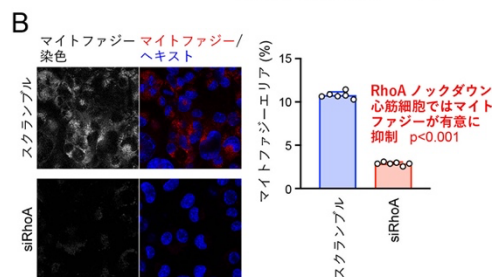 B
マイトファジー
染色
マイトファジー/
ヘキスト
スクランブル
siRhoA
マイトファジーエリア (%)
15
10
5
0
RhoA ノックダウン
心筋細胞ではマイト
ファジーが有意に
抑制 p<0.001
スクランブル
siRhoA